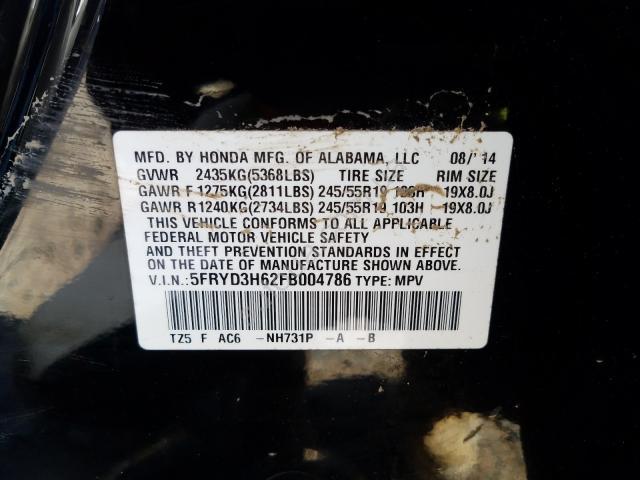 MFD. BY HONDA MFG. OF ALABAMA, LLC 08/'14
GVWR 2435KG(5368LBS) TIRE SIZE RIM SIZE
GAWR F 1275KG(2811LBS) 245/55R19 103H -19X8.0J
GAWR R 1240KG(2734LBS) 245/55R19 103H -19X8.0J
THIS VEHICLE CONFORMS TO ALL APPLICABLE
FEDERAL MOTOR VEHICLE SAFETY
AND THEFT PREVENTION STANDARDS IN EFFECT
ON THE DATE OF MANUFACTURE SHOWN ABOVE.
V.I.N.:5FRYD3H62FB004786 TYPE: MPV
TZ5 F AC6 -NH731P -A -B